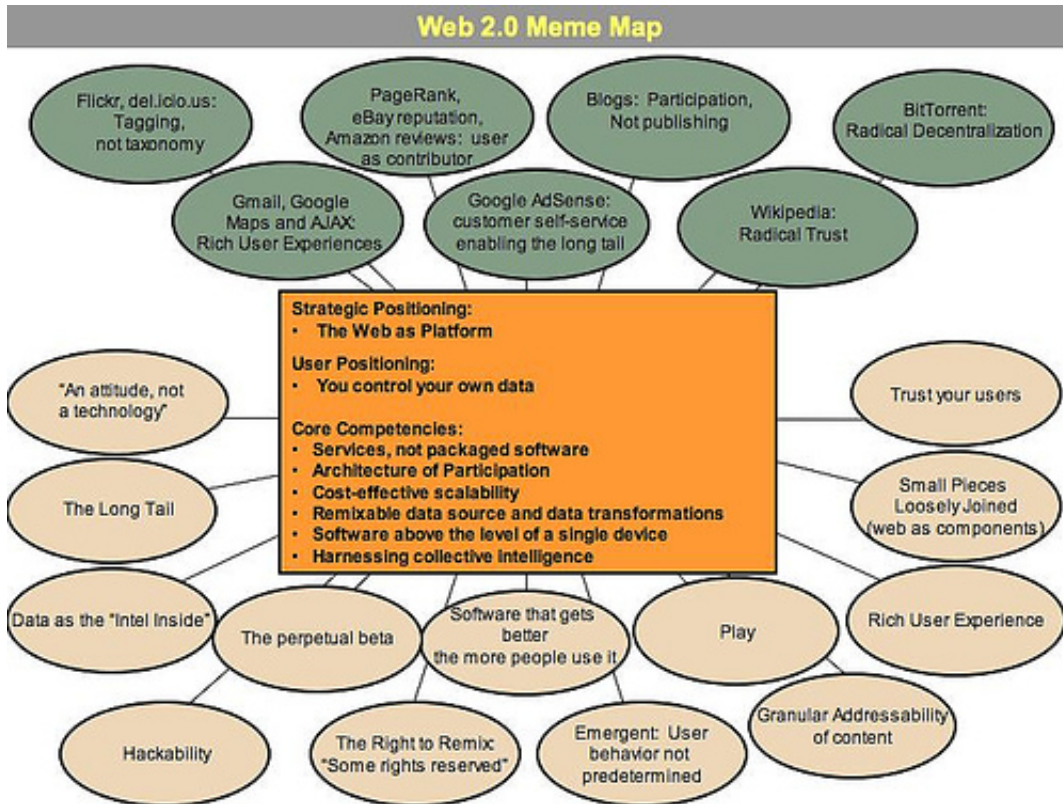 Web 2.0 Meme Map
Flickr, del.icio.us:
Tagging,
not taxonomy
PageRank,
eBay reputation,
Amazon reviews: user
as contributor
Blogs: Participation,
Not publishing
BitTorrent:
Radical Decentralization
Gmail, Google
Maps and AJAX:
Rich User Experiences
Google AdSense:
customer self-service
enabling the long tail
Wikipedia:
Radical Trust
Strategic Positioning:
• The Web as Platform
User Positioning:
• You control your own data
Core Competencies:
• Services, not packaged software
• Architecture of Participation
• Cost-effective scalability
• Remixable data source and data transformations
• Software above the level of a single device
• Harnessing collective intelligence
“An attitude, not
a technology”
Trust your users
The Long Tail
Small Pieces
Loosely Joined
(web as components)
Data as the “Intel Inside”
The perpetual beta
Software that gets
better
the more people use it
Play
Rich User Experience
Hackability
The Right to Remix:
“Some rights reserved”
Emergent: User
behavior not
predetermined
Granular Addressability
of content